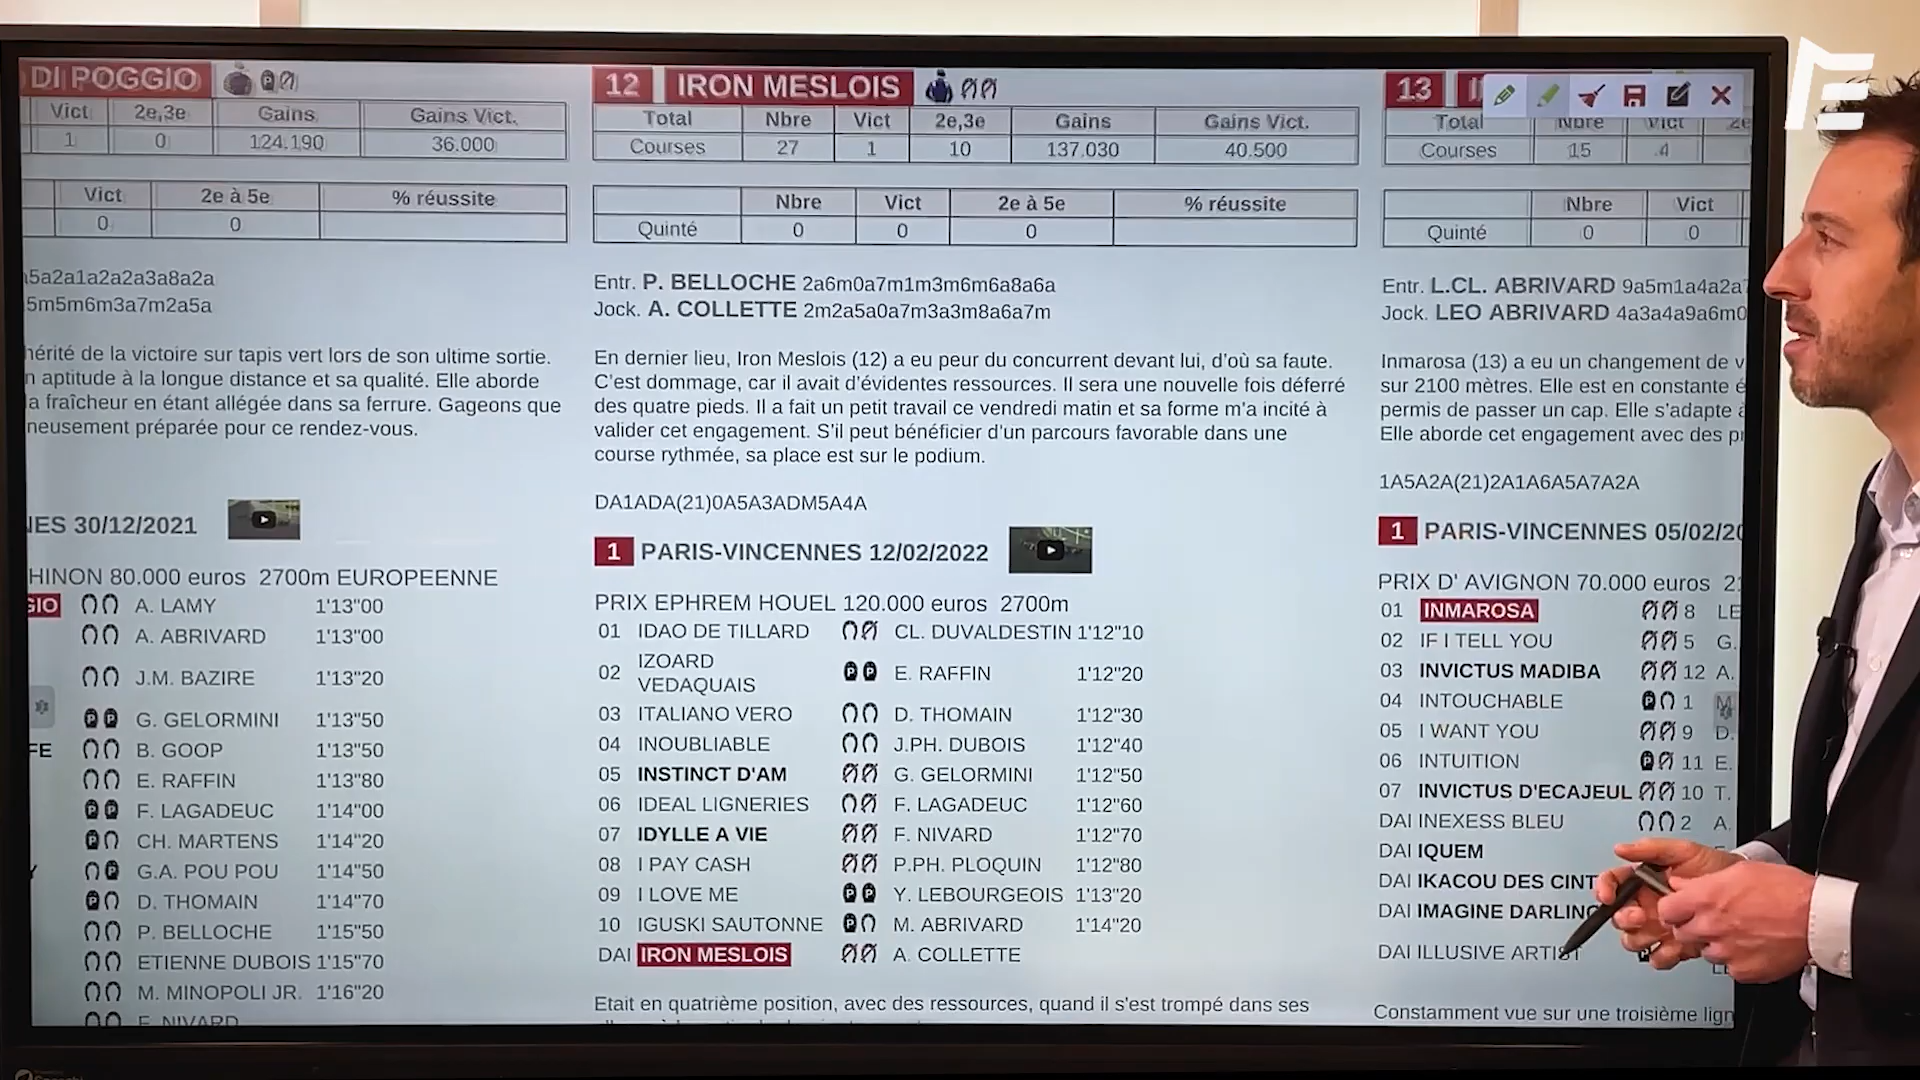 DI POGGIO
Vict 2e,3e Gains Gains Vict.
1 0 124.190 36.000
Vict 2e à 5e % réussite
0 0
5a2a1a2a2a3a8a2a
5m5m6m3a7m2a5a
hérité de la victoire sur tapis vert lors de son ultime sortie.
n aptitude à la longue distance et sa qualité. Elle aborde
a fraîcheur en étant allégée dans sa ferrure. Gageons que
neusement préparée pour ce rendez-vous.
NES 30/12/2021
HINON 80.000 euros 2700m EUROPEENNE
GIO A. LAMY 1'13"00
A. ABRIVARD 1'13"00
J.M. BAZIRE 1'13"20
G. GELORMINI 1'13"50
FE B. GOOP 1'13"50
E. RAFFIN 1'13"80
F. LAGADEUC 1'14"00
CH. MARTENS 1'14"20
Y G.A. POU POU 1'14"50
D. THOMAIN 1'14"70
P. BELLOCHE 1'15"50
ETIENNE DUBOIS 1'15"70
M. MINOPOLI JR. 1'16"20
F. NIVARD
12 IRON MESLOIS
Total Nbre Vict 2e,3e Gains Gains Vict.
Courses 27 1 10 137.030 40.500
Nbre Vict 2e à 5e % réussite
Quinté 0 0 0
Entr. P. BELLOCHE 2a6m0a7m1m3m6m6a8a6a
Jock. A. COLLETTE 2m2a5a0a7m3a3m8a6a7m
En dernier lieu, Iron Meslois (12) a eu peur du concurrent devant lui, d'où sa faute.
C'est dommage, car il avait d'évidentes ressources. Il sera une nouvelle fois déferré
des quatre pieds. Il a fait un petit travail ce vendredi matin et sa forme m'a incité à
valider cet engagement. S'il peut bénéficier d'un parcours favorable dans une
course rythmée, sa place est sur le podium.
DA1ADA(21)0A5A3ADM5A4A
1 PARIS-VINCENNES 12/02/2022
PRIX EPHREM HOUEL 120.000 euros 2700m
01 IDAO DE TILLARD CL. DUVALDESTIN 1'12"10
02 IZOARD VEDAQUAIS E. RAFFIN 1'12"20
03 ITALIANO VERO D. THOMAIN 1'12"30
04 INOUBLIABLE J.PH. DUBOIS 1'12"40
05 INSTINCT D'AM G. GELORMINI 1'12"50
06 IDEAL LIGNERIES F. LAGADEUC 1'12"60
07 IDYLLE A VIE F. NIVARD 1'12"70
08 I PAY CASH P.PH. PLOQUIN 1'12"80
09 I LOVE ME Y. LEBOURGEOIS 1'13"20
10 IGUSKI SAUTONNE M. ABRIVARD 1'14"20
DAI IRON MESLOIS A. COLLETTE
Etait en quatrième position, avec des ressources, quand il s'est trompé dans ses
13
Total Nbre Vict 2e
Courses 15 4
Nbre Vict
Quinté 0 0
Entr. L.CL. ABRIVARD 9a5m1a4a2a
Jock. LEO ABRIVARD 4a3a4a9a6m0
Inmarosa (13) a eu un changement de v
sur 2100 mètres. Elle est en constante é
permis de passer un cap. Elle s'adapte à
Elle aborde cet engagement avec des p
1A5A2A(21)2A1A6A5A7A2A
1 PARIS-VINCENNES 05/02/20
PRIX D' AVIGNON 70.000 euros 2
01 INMAROSA 8 LE
02 IF I TELL YOU 5 G.
03 INVICTUS MADIBA 12 A.
04 INTOUCHABLE 1 M
05 I WANT YOU 9 D.
06 INTUITION 11 E.
07 INVICTUS D'ECAJEUL 10 T.
DAI INEXESS BLEU 2 A.
DAI IQUEM
DAI IKACOU DES CINT
DAI IMAGINE DARLING
DAI ILLUSIVE ARTIST
Constamment vue sur une troisième lign